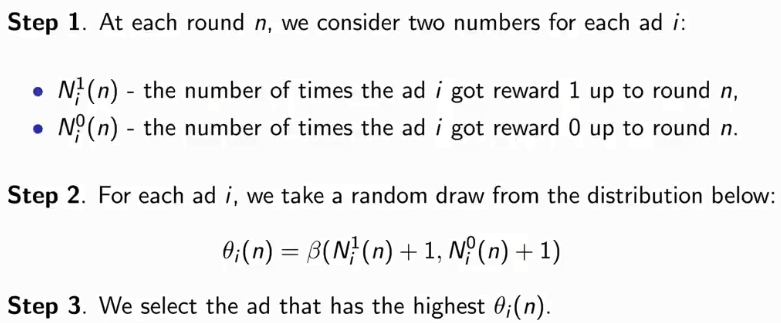 Step 1. At each round n, we consider two numbers for each ad i:
• N_i^1(n) - the number of times the ad i got reward 1 up to round n,
• N_i^0(n) - the number of times the ad i got reward 0 up to round n.
Step 2. For each ad i, we take a random draw from the distribution below:
θ_i(n) = β(N_i^1(n) + 1, N_i^0(n) + 1)
Step 3. We select the ad that has the highest θ_i(n).